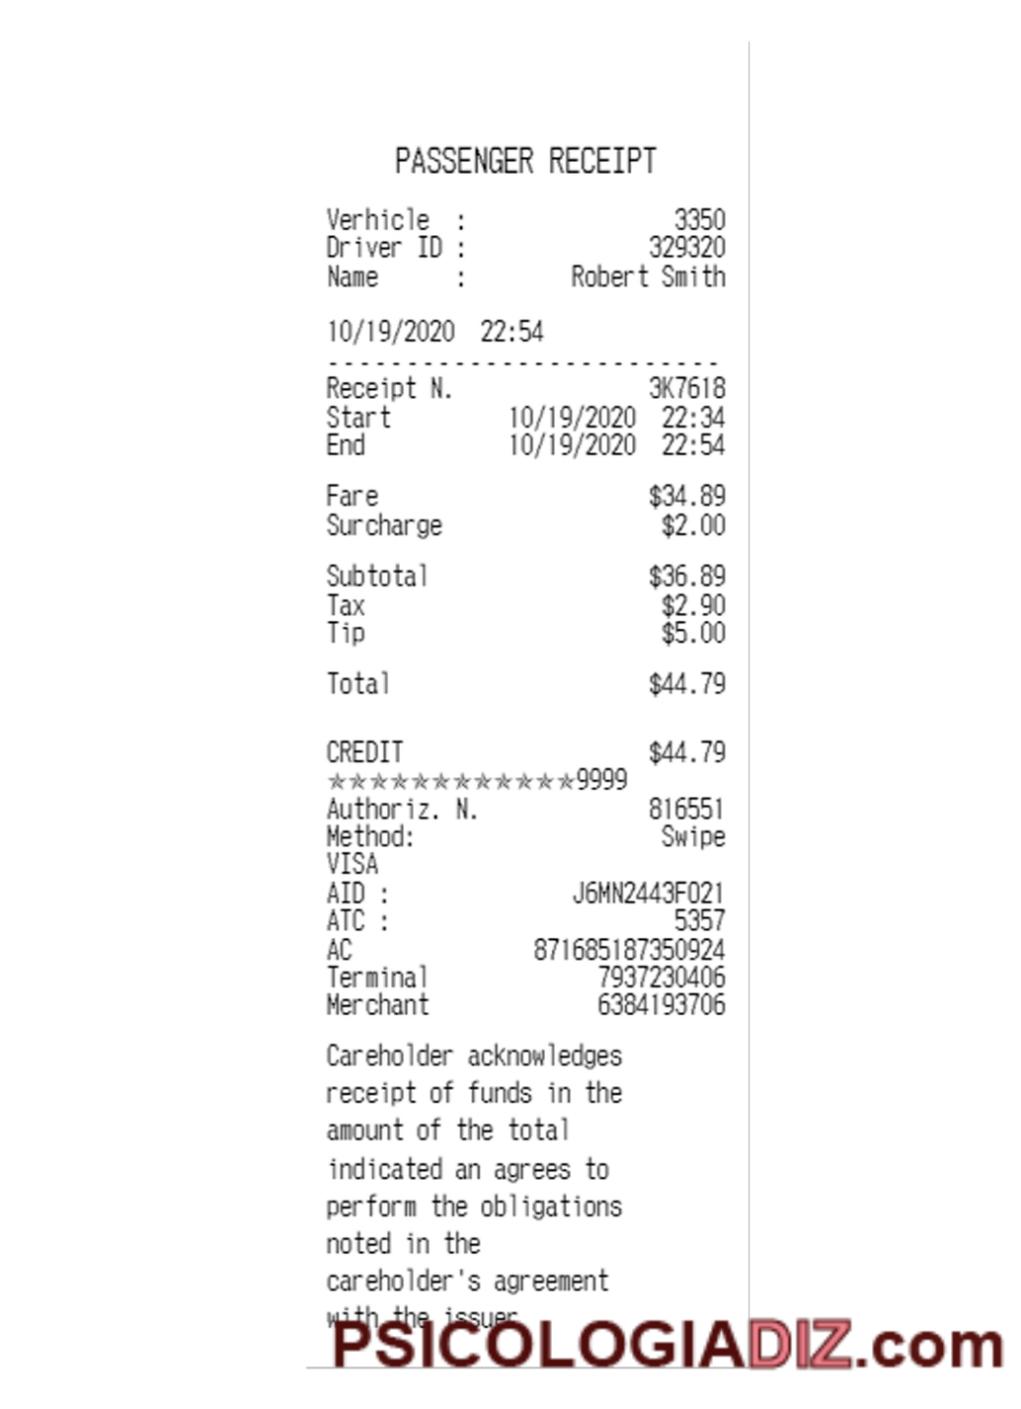 PASSENGER RECEIPT
Verhicle : 3350
Driver ID : 329320
Name : Robert Smith
10/19/2020 22:54
-------------------------
Receipt N. 3K7618
Start 10/19/2020 22:34
End 10/19/2020 22:54
Fare $34.89
Surcharge $2.00
Subtotal $36.89
Tax $2.90
Tip $5.00
Total $44.79
CREDIT $44.79
************9999
Authoriz. N. 816551
Method: Swipe
VISA
AID : J6MN2443F021
ATC : 5357
AC 871685187350924
Terminal 7937230406
Merchant 6384193706
Careholder acknowledges
receipt of funds in the
amount of the total
indicated an agrees to
perform the obligations
noted in the
careholder's agreement
with the issuer
PSICOLOGIADIZ.com